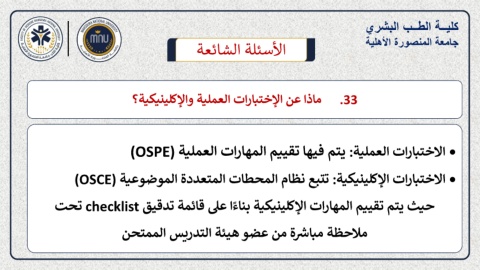 كليــة الطــب البشري
جامعة المنصورة الأهلية
MNU
الأسئلة الشائعة
33. ماذا عن الإختبارات العملية والإكلينيكية؟
• الاختبارات العملية: يتم فيها تقييم المهارات العملية (OSPE)
• الاختبارات الإكلينيكية: تتبع نظام المحطات المتعددة الموضوعية (OSCE)
حيث يتم تقييم المهارات الإكلينيكية بناءًا على قائمة تدقيق checklist تحت
ملاحظة مباشرة من عضو هيئة التدريس الممتحن